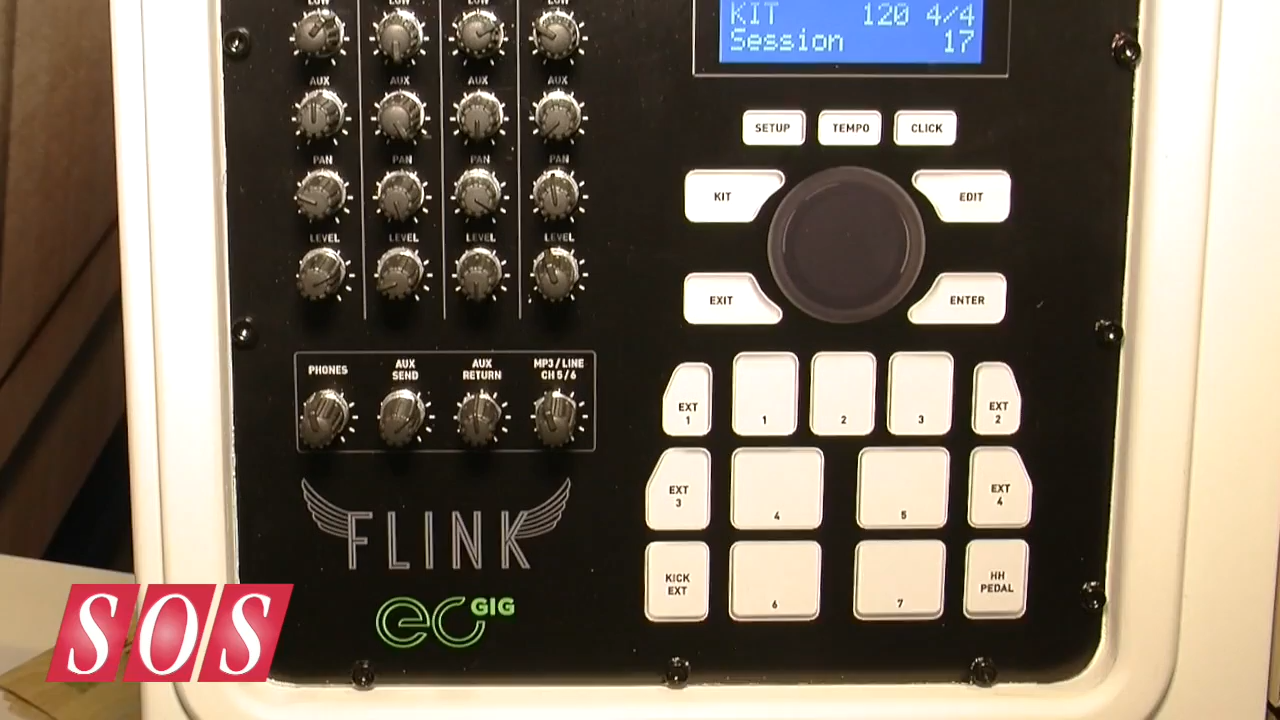 LOW LOW LOW LOW
AUX AUX AUX AUX
PAN PAN PAN PAN
LEVEL LEVEL LEVEL LEVEL
PHONES
AUX
SEND
AUX
RETURN
MP3/LINE
CH 5/6
FLINK
eC GIG
SOS
KIT 120 4/4
Session 17
SETUP TEMPO CLICK
KIT EDIT
EXIT ENTER
EXT
1
1
2
3
EXT
2
EXT
3
4
5
EXT
4
KICK
EXT
6
7
HH
PEDAL